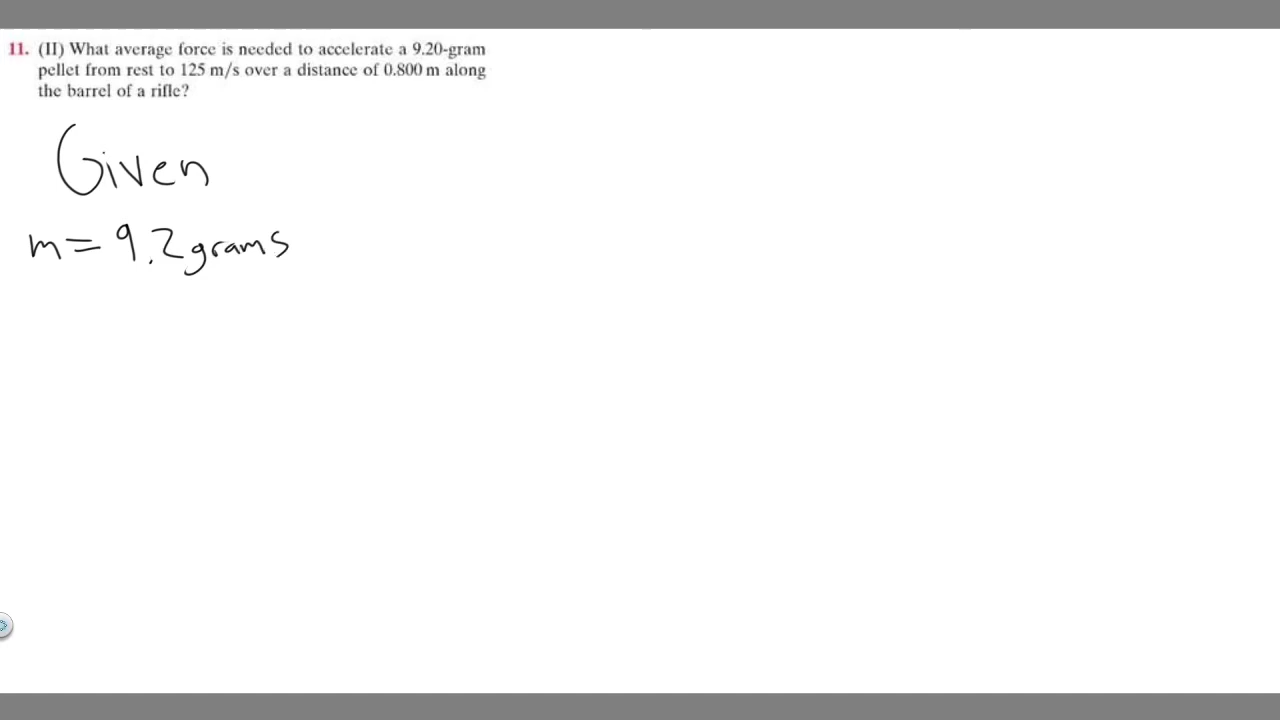 11. (II) What average force is needed to accelerate a 9.20-gram
pellet from rest to 125 m/s over a distance of 0.800 m along
the barrel of a rifle?
Given
m = 9.2 grams